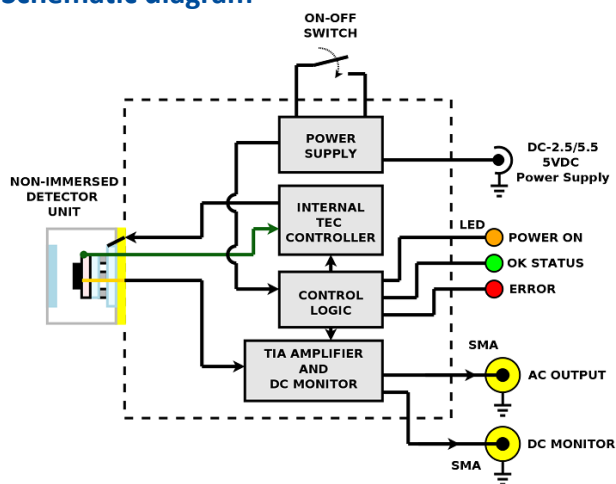 Schematic diagram
ON-OFF
SWITCH
POWER
SUPPLY
DC-2.5/5.5
5VDC
Power Supply
NON-IMMERSED
DETECTOR
UNIT
INTERNAL
TEC
CONTROLLER
LED
POWER ON
OK STATUS
ERROR
CONTROL
LOGIC
TIA AMPLIFIER
AND
DC MONITOR
SMA
AC OUTPUT
DC MONITOR
SMA